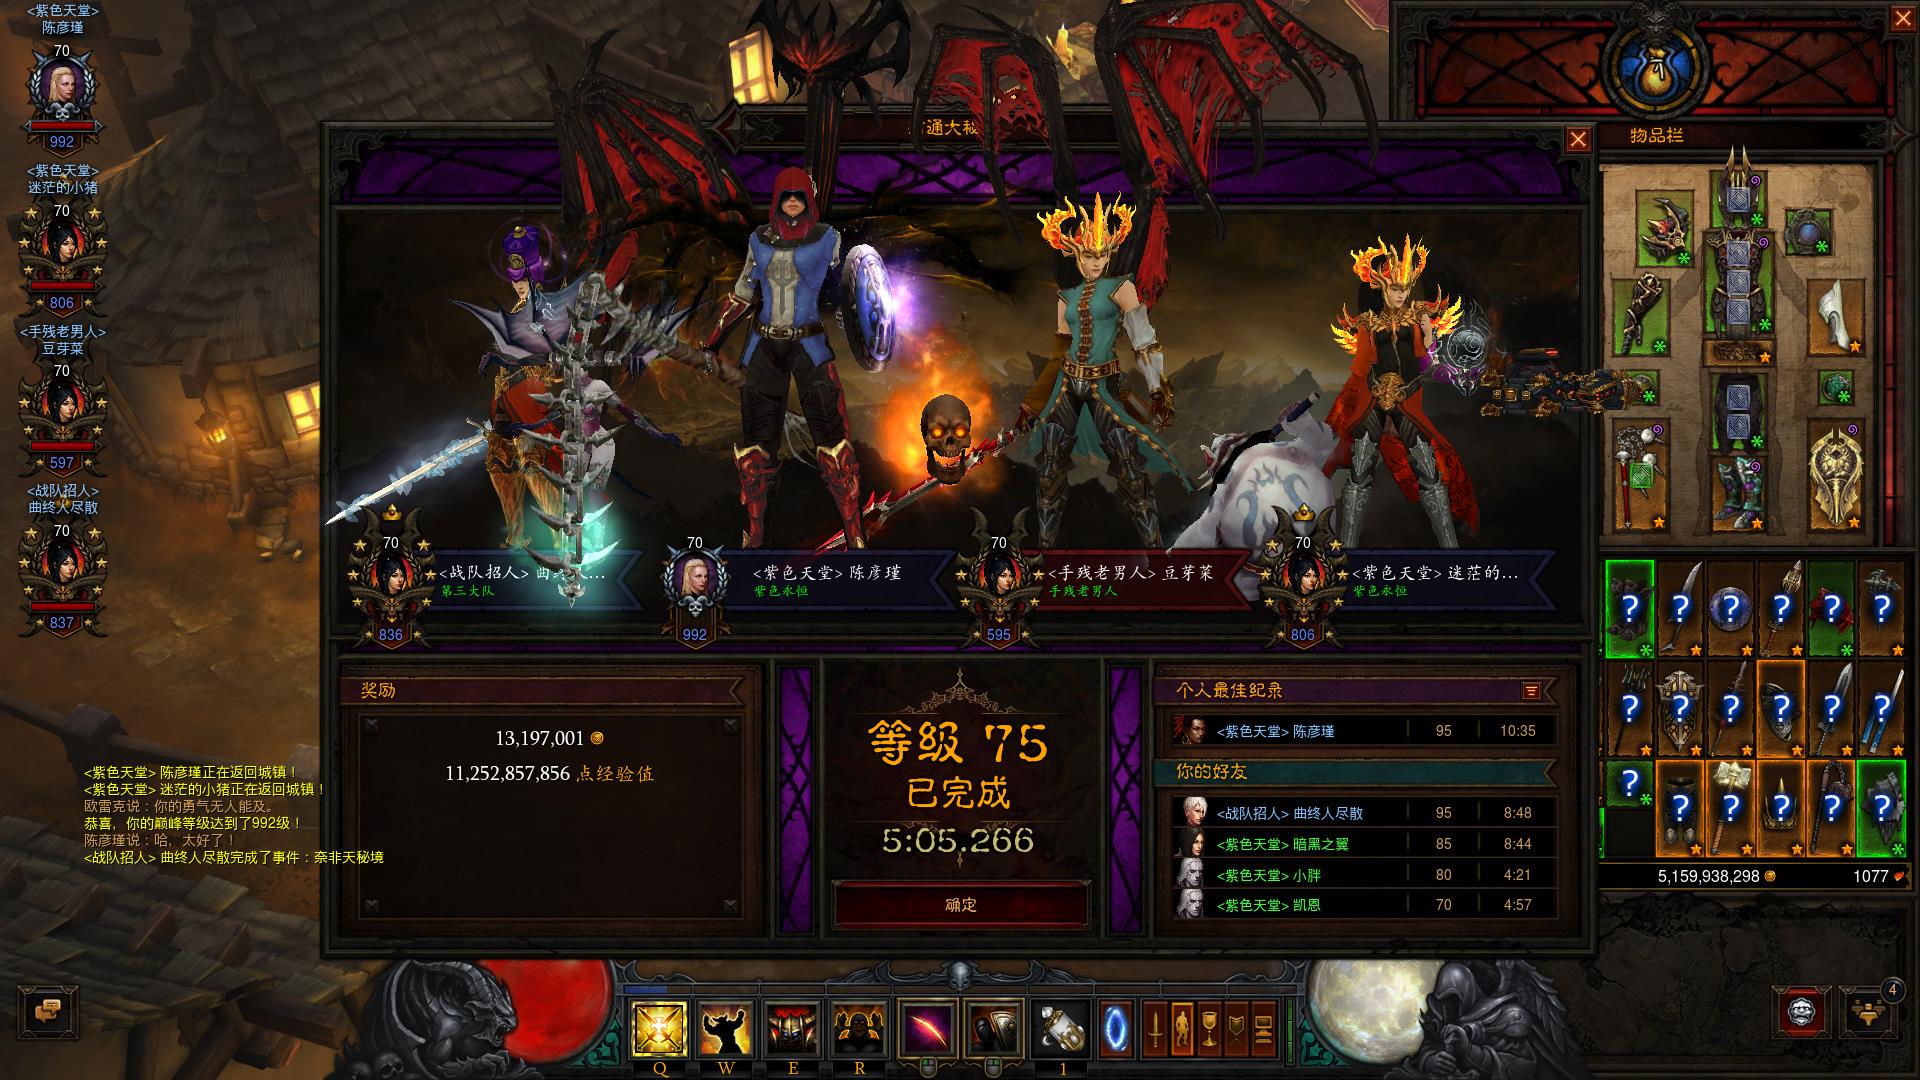 <紫色天堂>
陈彦瑾
70
992
<紫色天堂>
迷茫的小猪
70
806
<手残老男人>
豆芽菜
70
597
<战队招人>
曲终人尽散
70
837
通大秘
70
<战队招人> 曲终人...
第三大队
836
70
<紫色天堂> 陈彦瑾
紫色永恒
992
70
<手残老男人> 豆芽菜
手残老男人
595
70
<紫色天堂> 迷茫的...
紫色永恒
806
奖励
13,197,001
11,252,857,856 点经验值
等级 75
已完成
5:05.266
确定
个人最佳纪录
<紫色天堂> 陈彦瑾 95 10:35
你的好友
<战队招人> 曲终人尽散 95 8:48
<紫色天堂> 暗黑之翼 85 8:44
<紫色天堂> 小胖 80 4:21
<紫色天堂> 凯恩 70 4:57
<紫色天堂> 陈彦瑾正在返回城镇！
<紫色天堂> 迷茫的小猪正在返回城镇！
欧雷克说：你的勇气无人能及。
恭喜，你的巅峰等级达到了992级！
陈彦瑾说：哈，太好了！
<战队招人> 曲终人尽散完成了事件：奈非天秘境
物品栏
? ? ? ? ? ?
? ? ? ? ? ?
? ? ? ? ? ?
5,159,938,298
1077
Q W E R 1
4